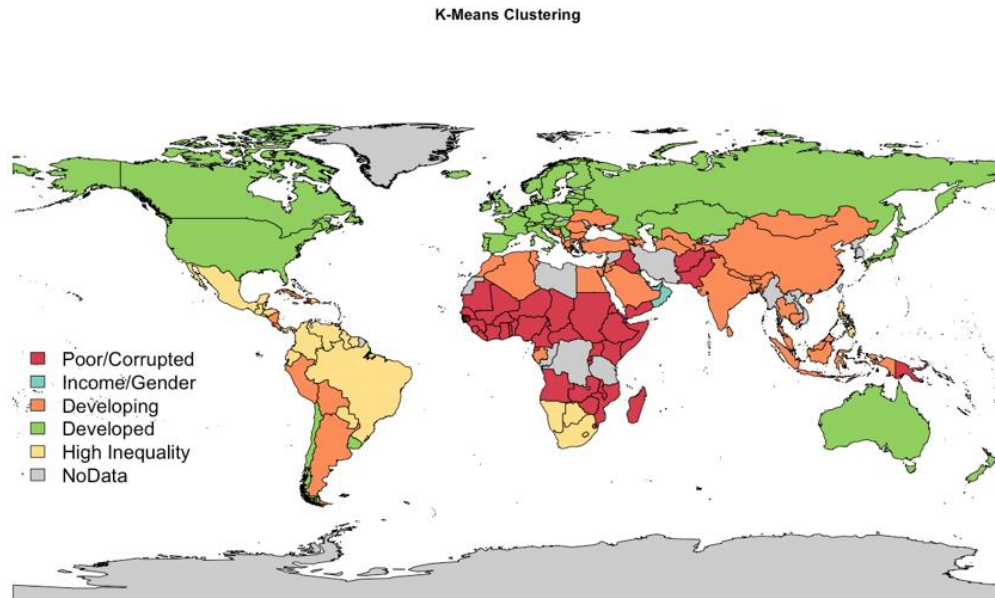 K-Means Clustering
Poor/Corrupted
Income/Gender
Developing
Developed
High Inequality
NoData